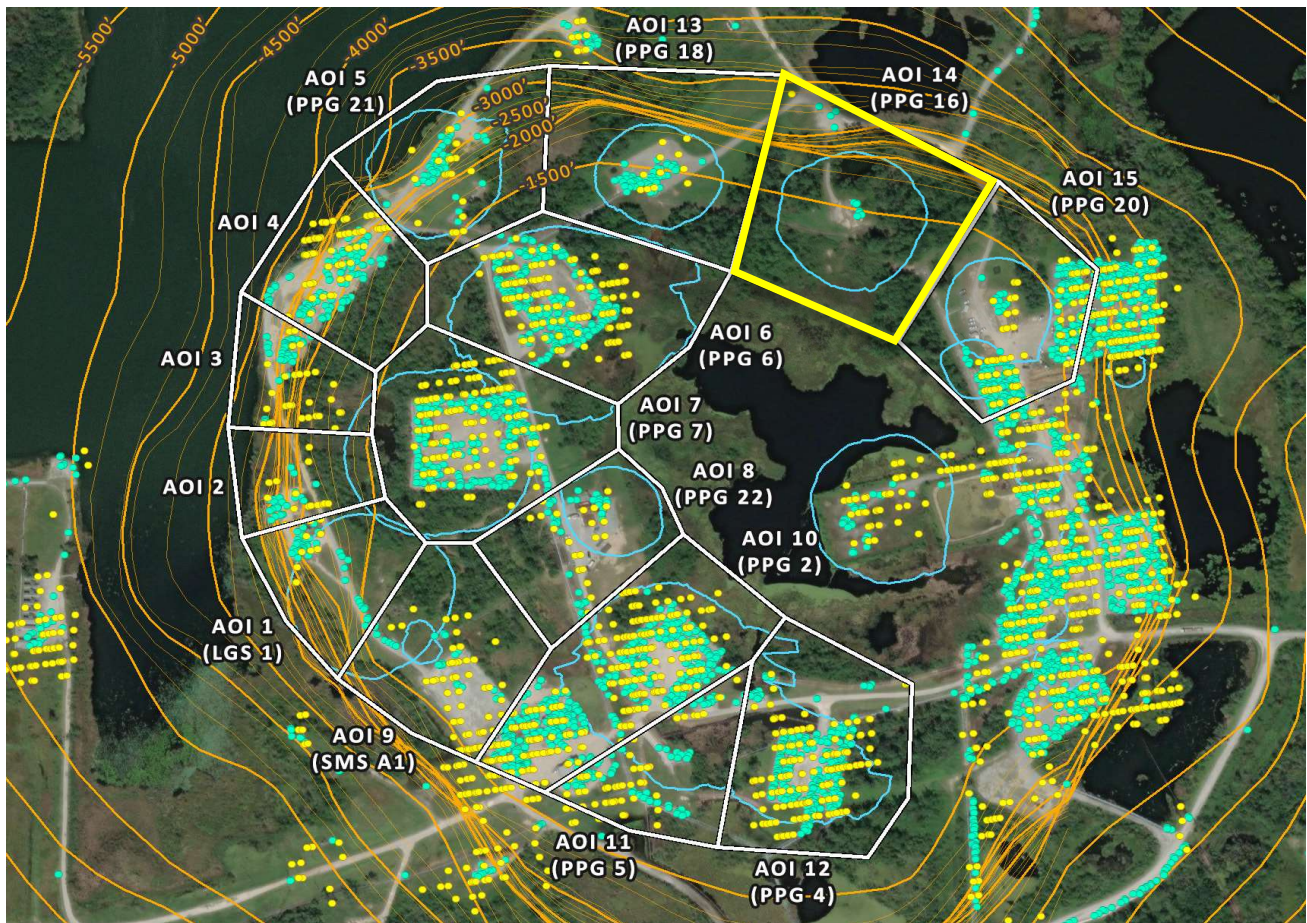 AOI 13
(PPG 18)
AOI 14
(PPG 16)
AOI 5
(PPG 21)
-5500'
-5000'
-4500'
-4000'
-3500'
-3000'
-2500'
-2000'
-1500'
AOI 15
(PPG 20)
AOI 4
AOI 3
AOI 6
(PPG 6)
AOI 7
(PPG 7)
AOI 2
AOI 8
(PPG 22)
AOI 10
(PPG 2)
AOI 1
(LGS 1)
AOI 9
(SMS A1)
AOI 11
(PPG 5)
AOI 12
(PPG 4)